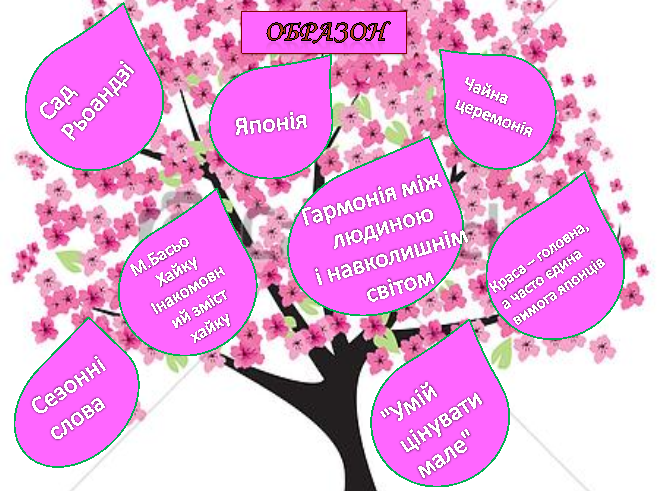 ОБРАЗОН
Сад
Рьоандзі
Японія
Чайна
церемонія
Гармонія між
людиною
і навколишнім
світом
М.Басьо
Хайку
Інакомовн
ий зміст
хайку
Краса – головна,
а часто єдина
вимога японців
Сезонні
слова
"Умій
цінувати
мале"